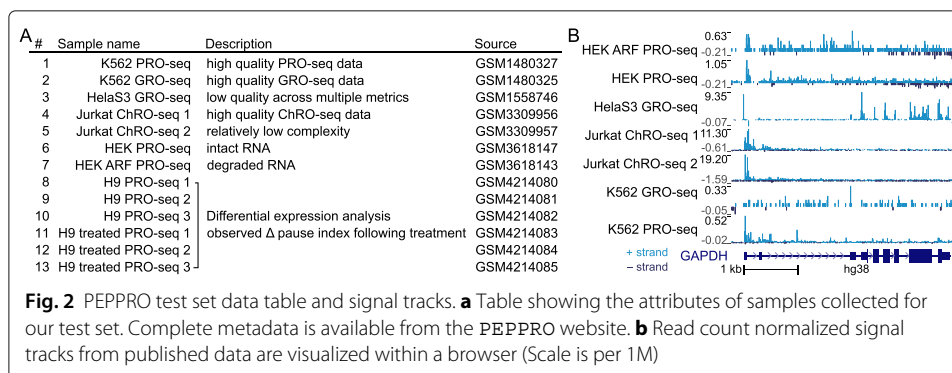 A
# Sample name Description Source
1 K562 PRO-seq high quality PRO-seq data GSM1480327
2 K562 GRO-seq high quality GRO-seq data GSM1480325
3 HelaS3 GRO-seq low quality across multiple metrics GSM1558746
4 Jurkat ChRO-seq 1 high quality ChRO-seq data GSM3309956
5 Jurkat ChRO-seq 2 relatively low complexity GSM3309957
6 HEK PRO-seq intact RNA GSM3618147
7 HEK ARF PRO-seq degraded RNA GSM3618143
8 H9 PRO-seq 1 GSM4214080
9 H9 PRO-seq 2 GSM4214081
10 H9 PRO-seq 3 Differential expression analysis GSM4214082
11 H9 treated PRO-seq 1 observed Δ pause index following treatment GSM4214083
12 H9 treated PRO-seq 2 GSM4214084
13 H9 treated PRO-seq 3 GSM4214085
B
0.63
HEK ARF PRO-seq
-0.21
1.05
HEK PRO-seq
-0.21
9.35
HelaS3 GRO-seq
-0.07
Jurkat ChRO-seq 1 11.30
-0.61
Jurkat ChRO-seq 2 19.20
-1.59
K562 GRO-seq 0.33
-0.05
0.52
K562 PRO-seq
-0.02
+ strand GAPDH
– strand
1 kb hg38
Fig. 2 PEPPRO test set data table and signal tracks. a Table showing the attributes of samples collected for
our test set. Complete metadata is available from the PEPPRO website. b Read count normalized signal
tracks from published data are visualized within a browser (Scale is per 1M)